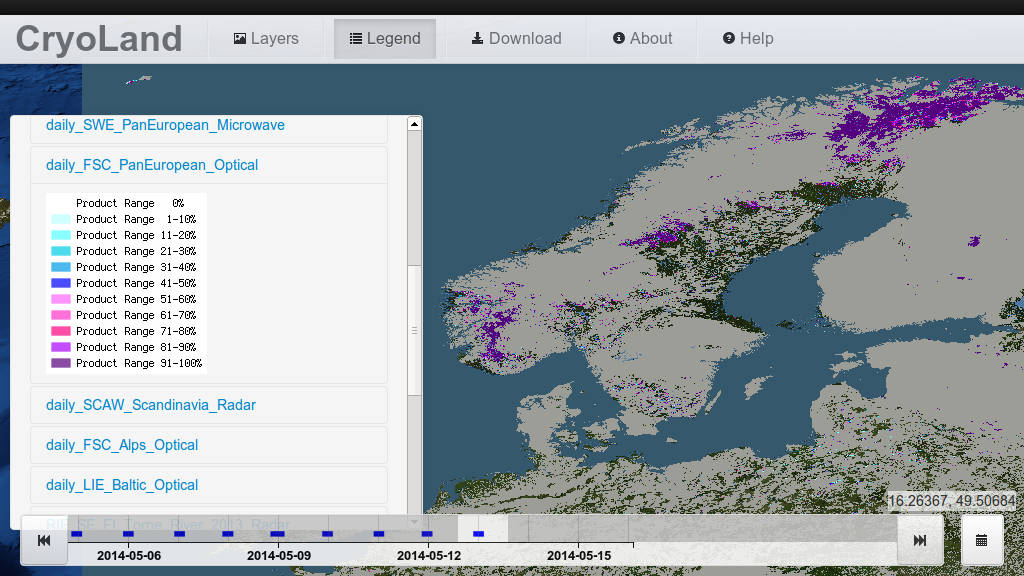 CryoLand
Layers
Legend
Download
About
Help
daily_SWE_PanEuropean_Microwave
daily_FSC_PanEuropean_Optical
Product Range 0%
Product Range 1-10%
Product Range 11-20%
Product Range 21-30%
Product Range 31-40%
Product Range 41-50%
Product Range 51-60%
Product Range 61-70%
Product Range 71-80%
Product Range 81-90%
Product Range 91-100%
daily_SCAW_Scandinavia_Radar
daily_FSC_Alps_Optical
daily_LIE_Baltic_Optical
16.26367, 49.50684
2014-05-06
2014-05-09
2014-05-12
2014-05-15